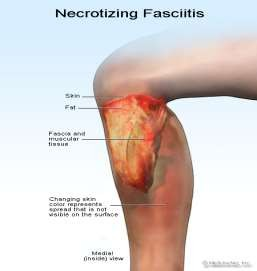 Necrotizing Fasciitis
Skin
Fat
Fascia and
muscular
tissue
Changing skin
color represents
spread that is not
visible on the surface
Medial
(inside) view